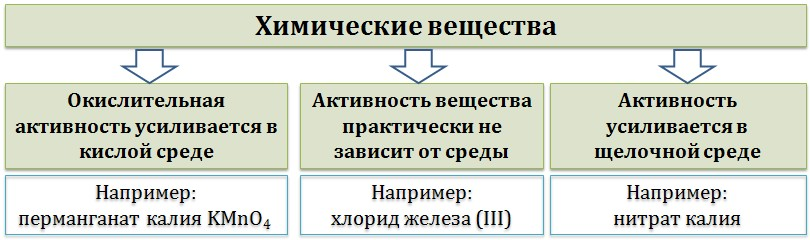 Химические вещества
Окислительная
активность усиливается в
кислой среде
Активность вещества
практически не
зависит от среды
Активность
усиливается в
щелочной среде
Например:
перманганат калия KMnO₄
Например:
хлорид железа (III)
Например:
нитрат калия